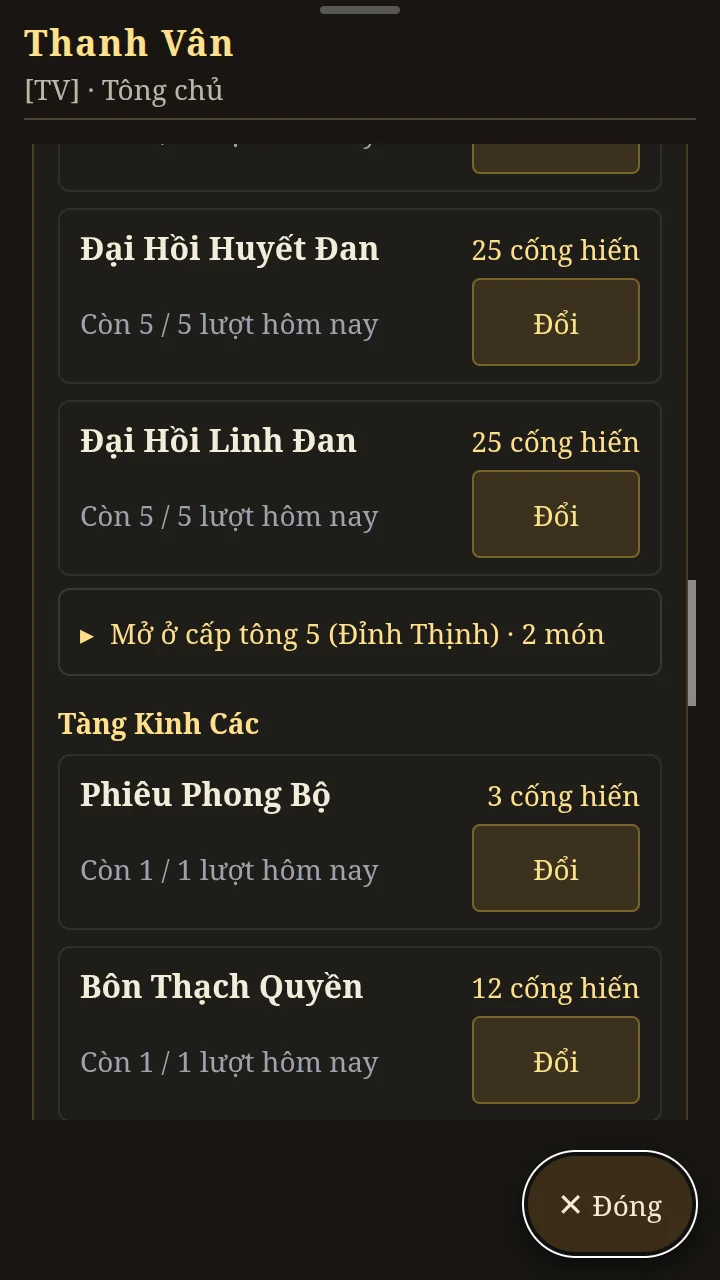 Thanh Vân
[TV] · Tông chủ
Đại Hồi Huyết Đan
25 cống hiến
Còn 5 / 5 lượt hôm nay
Đổi
Đại Hồi Linh Đan
25 cống hiến
Còn 5 / 5 lượt hôm nay
Đổi
▸ Mở ở cấp tông 5 (Đỉnh Thịnh) · 2 món
Tàng Kinh Các
Phiêu Phong Bộ
3 cống hiến
Còn 1 / 1 lượt hôm nay
Đổi
Bôn Thạch Quyền
12 cống hiến
Còn 1 / 1 lượt hôm nay
Đổi
✕ Đóng